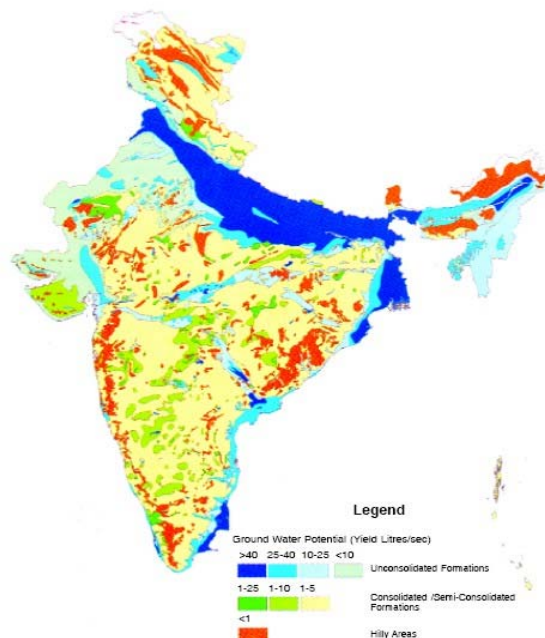 Legend
Ground Water Potential (Yield Litres/sec)
>40 25-40 10-25 <10
Unconsolidated Formations
1-25 1-10 1-5
Consolidated /Semi-Consolidated
Formations
<1
Hilly Areas